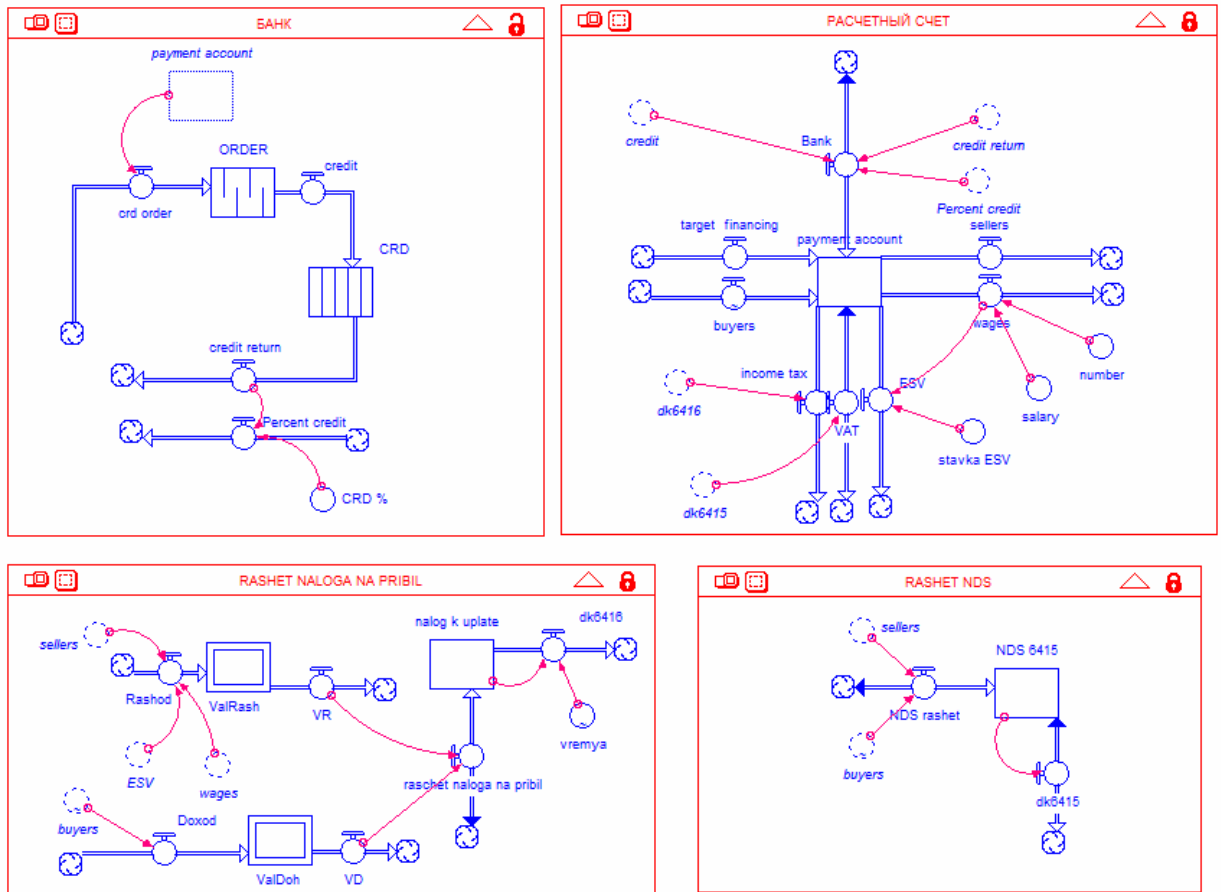 БАНК
payment account
ORDER
credit
crd order
CRD
credit return
Percent credit
CRD %
РАСЧЕТНЫЙ СЧЕТ
credit
Bank
credit return
Percent credit
target financing
payment account
sellers
buyers
wages
income tax
ESV
number
dk6416
salary
VAT
stavka ESV
dk6415
RASHET NALOGA NA PRIBIL
nalog k uplate
dk6416
sellers
Rashod
ValRash
VR
vremya
ESV
wages
raschet naloga na pribil
buyers
Doxod
ValDoh
VD
RASHET NDS
sellers
NDS 6415
NDS rashet
buyers
dk6415